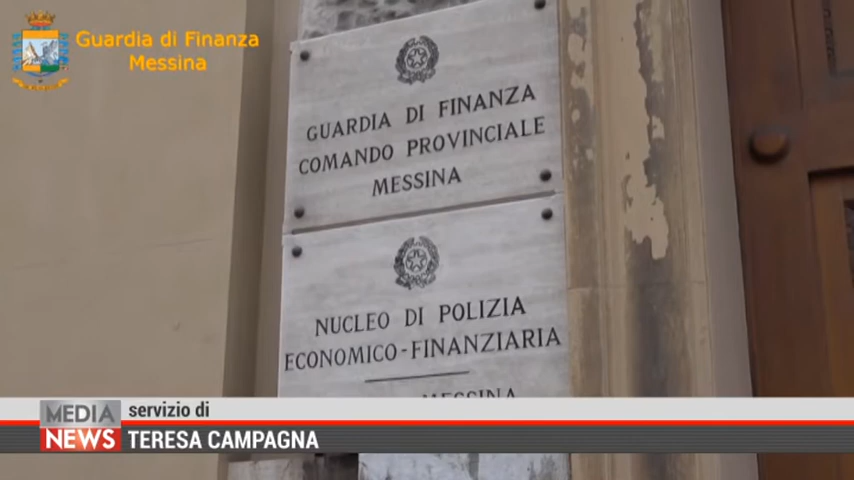 Guardia di Finanza
Messina
GUARDIA DI FINANZA
COMANDO PROVINCIALE
MESSINA
NUCLEO DI POLIZIA
ECONOMICO-FINANZIARIA
MESSINA
MEDIA
NEWS
servizio di
TERESA CAMPAGNA